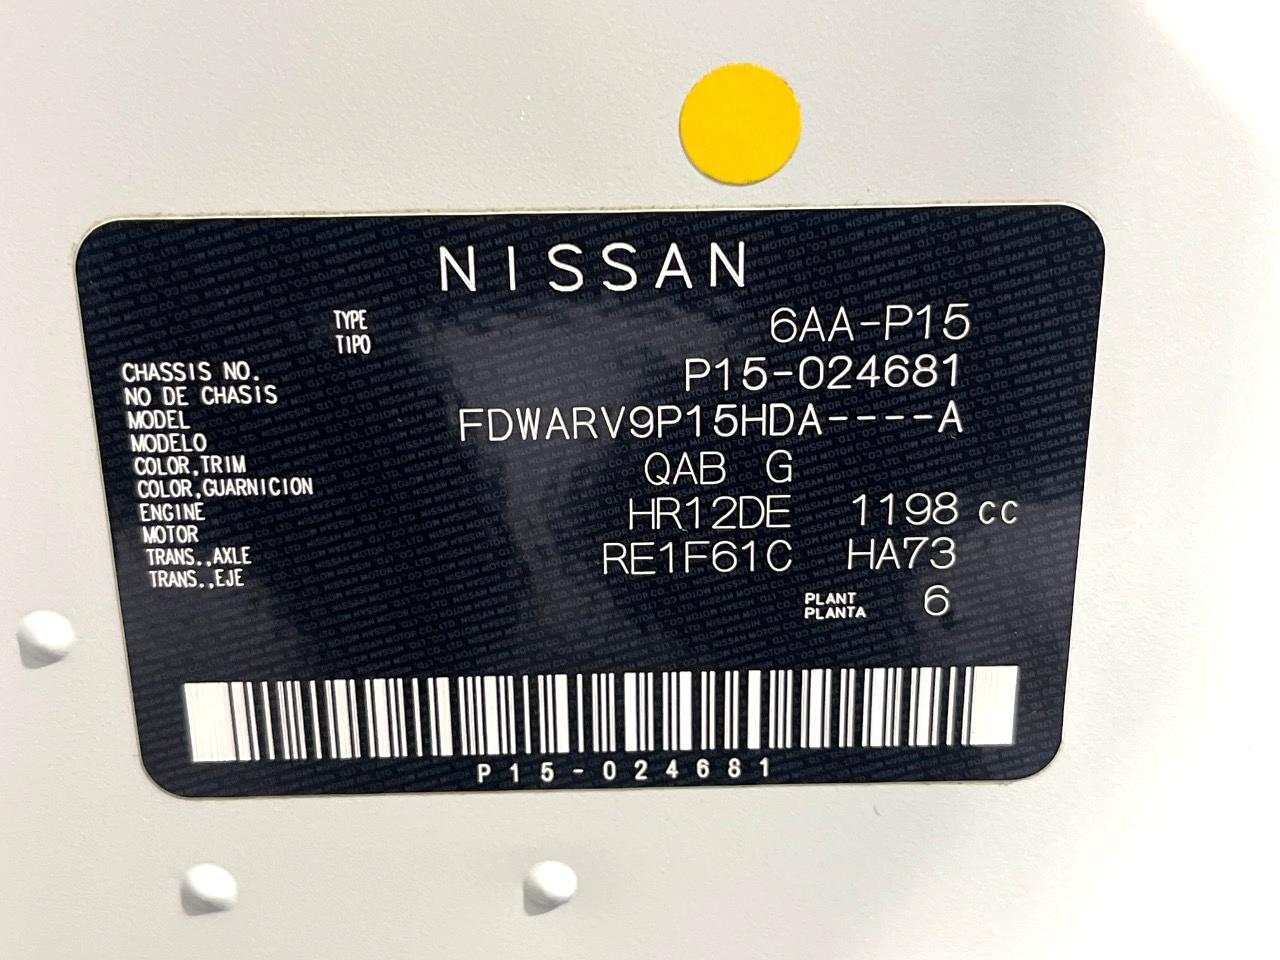 NISSAN
TYPE
TIPO 6AA-P15
CHASSIS NO.
NO DE CHASIS P15-024681
MODEL
MODELO FDWARV9P15HDA----A
COLOR,TRIM
COLOR,GUARNICION QAB G
ENGINE
MOTOR HR12DE 1198 cc
TRANS.,AXLE
TRANS.,EJE RE1F61C HA73
PLANT
PLANTA 6
P15-024681